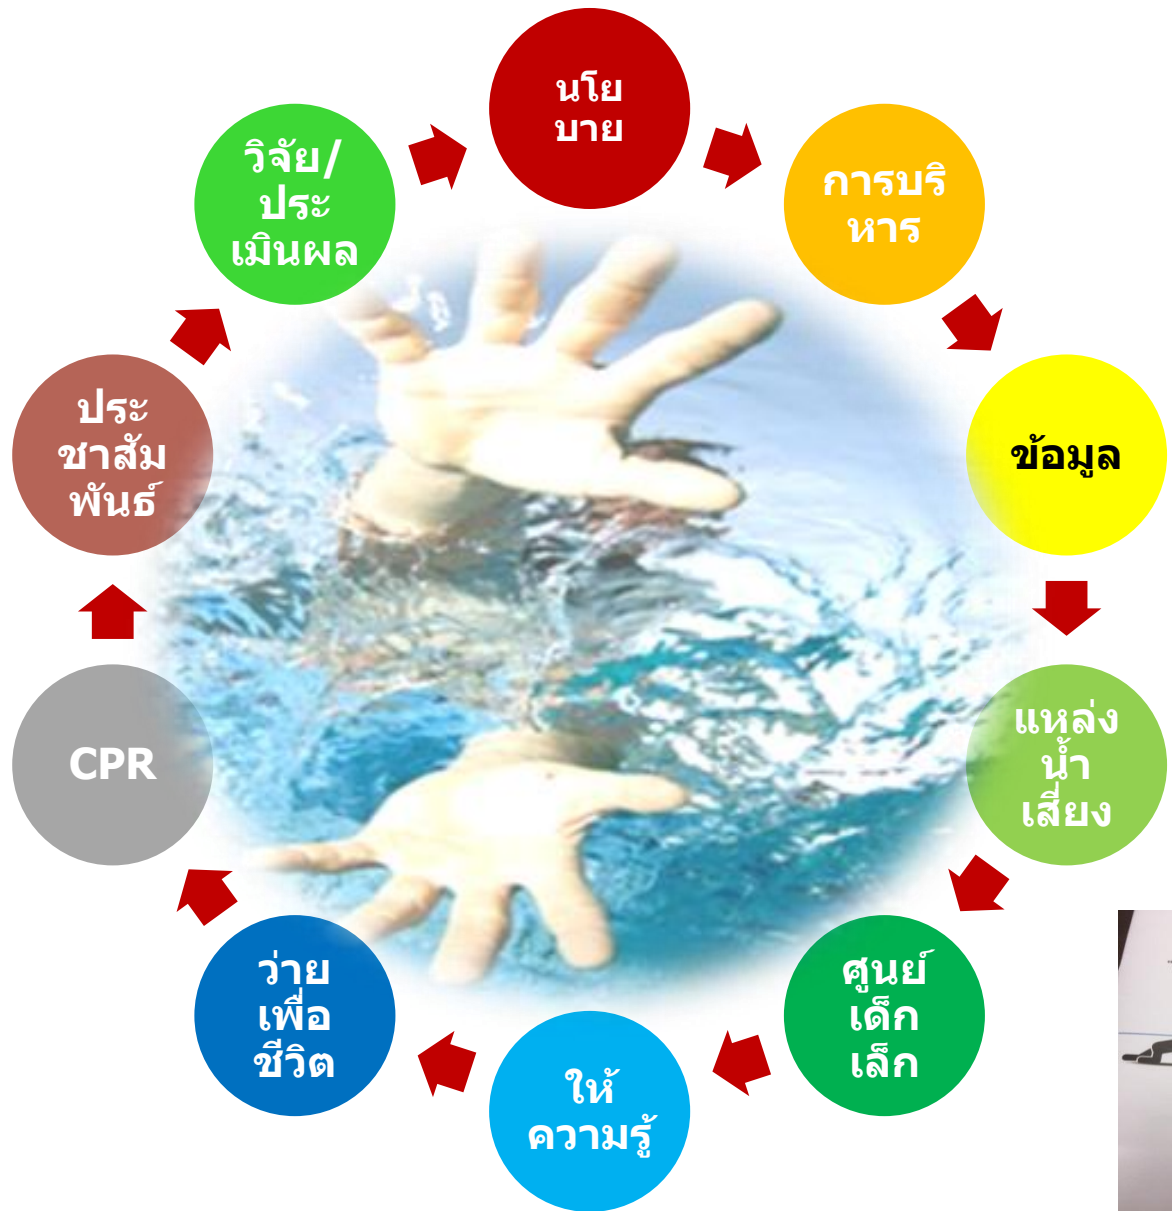 นโย
บาย
การบริ
หาร
ข้อมูล
แหล่ง
น้ำ
เสี่ยง
ศูนย์
เด็ก
เล็ก
ให้
ความรู้
ว่าย
เพื่อ
ชีวิต
CPR
ประ
ชาสัม
พันธ์
วิจัย/
ประ
เมินผล